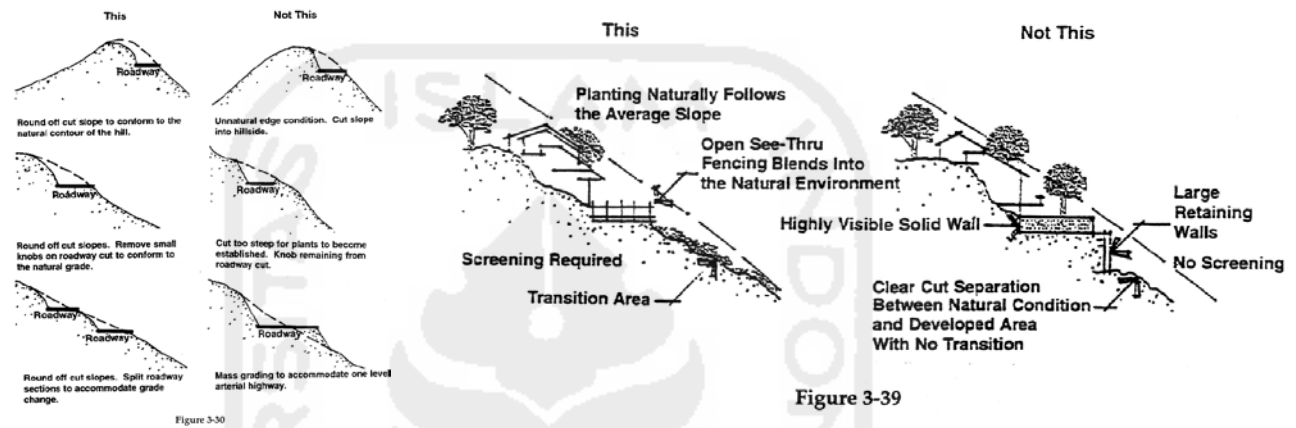 This
Not This
Roadway
Roadway
Round off cut slope to conform to the
natural contour of the hill.
Unnatural edge condition. Cut slope
into hillside.
Roadway
Roadway
Round off cut slopes. Remove small
knobs on roadway cut to conform to
the natural grade.
Cut too steep for plants to become
established. Knob remaining from
roadway cut.
Roadway
Roadway
Roadway
Round off cut slopes. Split roadway
sections to accommodate grade
change.
Mass grading to accommodate one level
arterial highway.
Figure 3-30
This
Planting Naturally Follows
the Average Slope
Open See-Thru
Fencing Blends Into
the Natural Environment
Screening Required
Transition Area
Not This
Highly Visible Solid Wall
Large
Retaining
Walls
No Screening
Clear Cut Separation
Between Natural Condition
and Developed Area
With No Transition
Figure 3-39
ISLAM